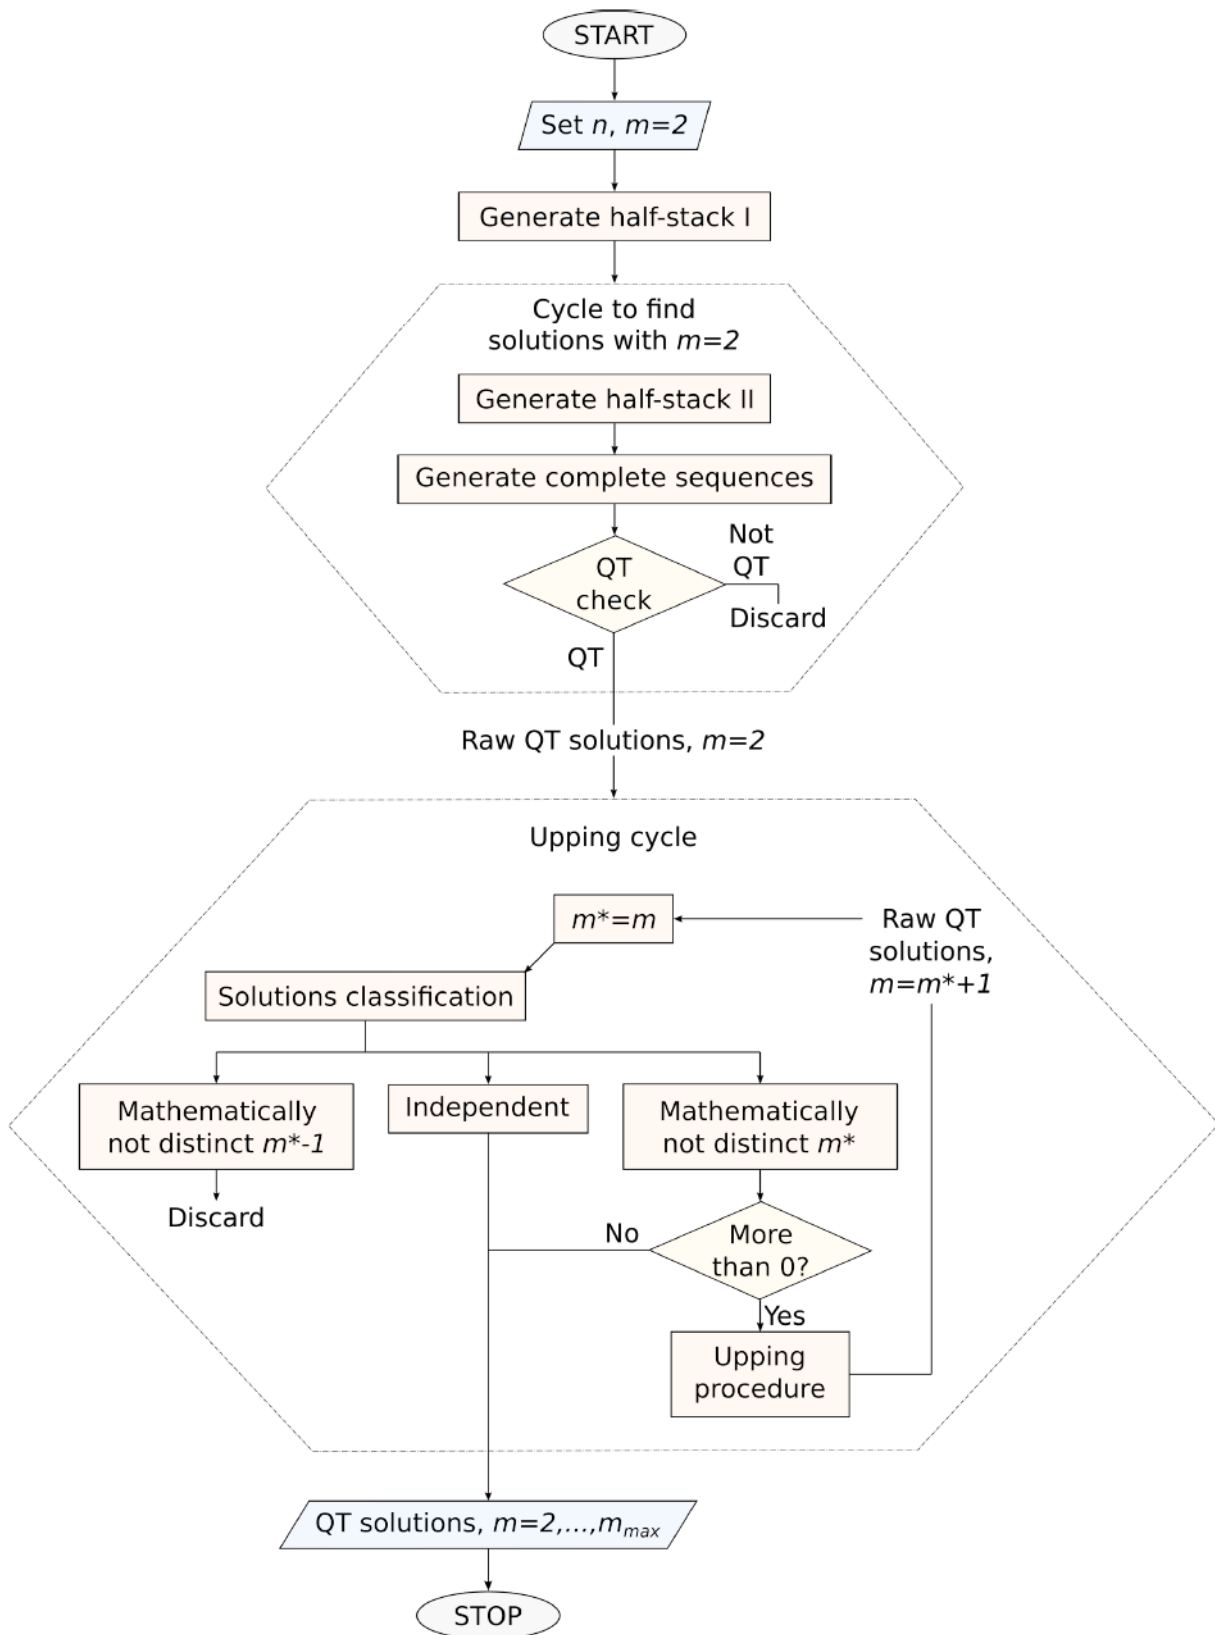 START
Set n, m=2
Generate half-stack I
Cycle to find
solutions with m=2
Generate half-stack II
Generate complete sequences
QT
check
Not
QT
Discard
QT
Raw QT solutions, m=2
Upping cycle
m*=m
Raw QT
solutions,
m=m*+1
Solutions classification
Mathematically
not distinct m*-1
Independent
Mathematically
not distinct m*
Discard
More
than 0?
No
Yes
Upping
procedure
QT solutions, m=2,...,mmax
STOP